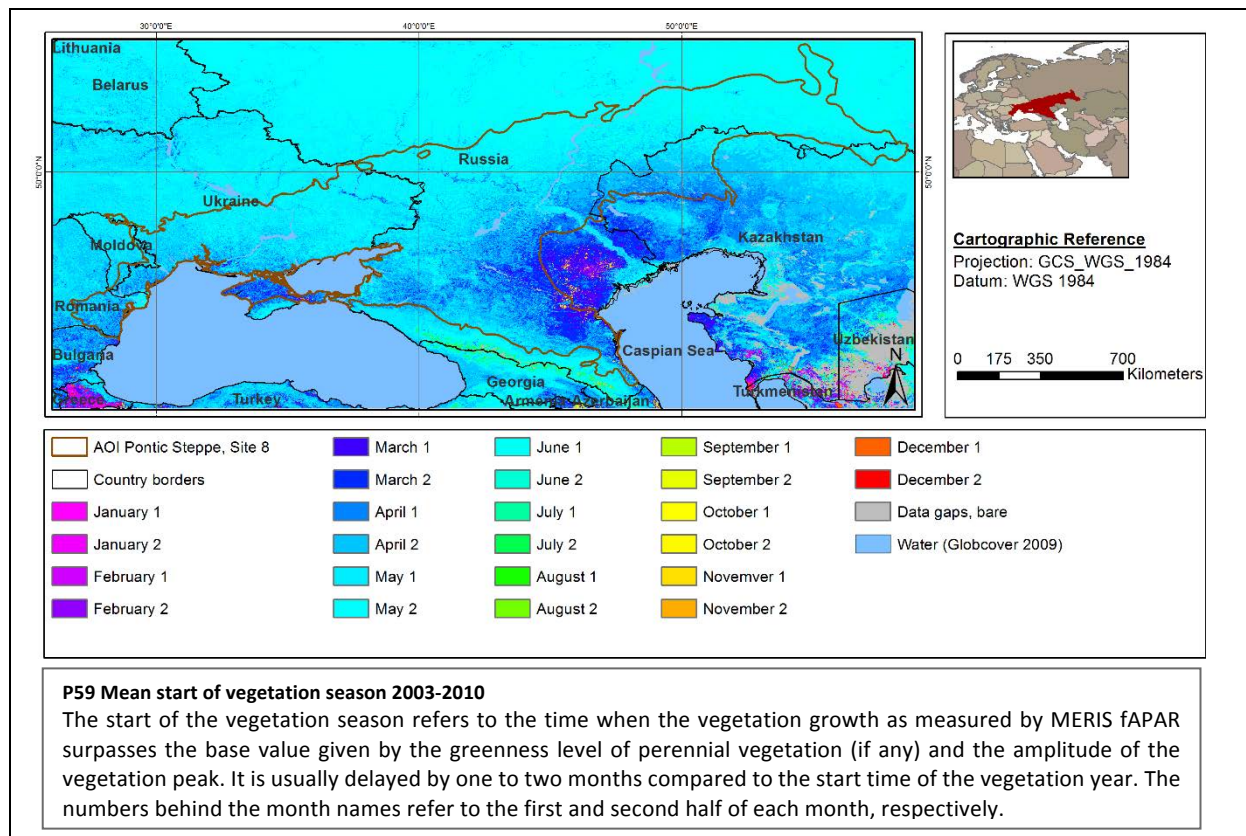 30°0'0"E 40°0'0"E 50°0'0"E
Lithuania
Belarus
Russia
50°0'0"N
50°0'0"N
Ukraine
Moldova
Kazakhstan
Romania
Bulgaria
Caspian Sea
Uzbekistan
N
Georgia
Greece
Turkey
Armenia
Azerbaijan
Turkmenistan
Cartographic Reference
Projection: GCS_WGS_1984
Datum: WGS 1984
0 175 350 700
Kilometers
AOI Pontic Steppe, Site 8
Country borders
January 1
January 2
February 1
February 2
March 1
March 2
April 1
April 2
May 1
May 2
June 1
June 2
July 1
July 2
August 1
August 2
September 1
September 2
October 1
October 2
Novemver 1
November 2
December 1
December 2
Data gaps, bare
Water (Globcover 2009)
P59 Mean start of vegetation season 2003-2010
The start of the vegetation season refers to the time when the vegetation growth as measured by MERIS fAPAR
surpasses the base value given by the greenness level of perennial vegetation (if any) and the amplitude of the
vegetation peak. It is usually delayed by one to two months compared to the start time of the vegetation year. The
numbers behind the month names refer to the first and second half of each month, respectively.